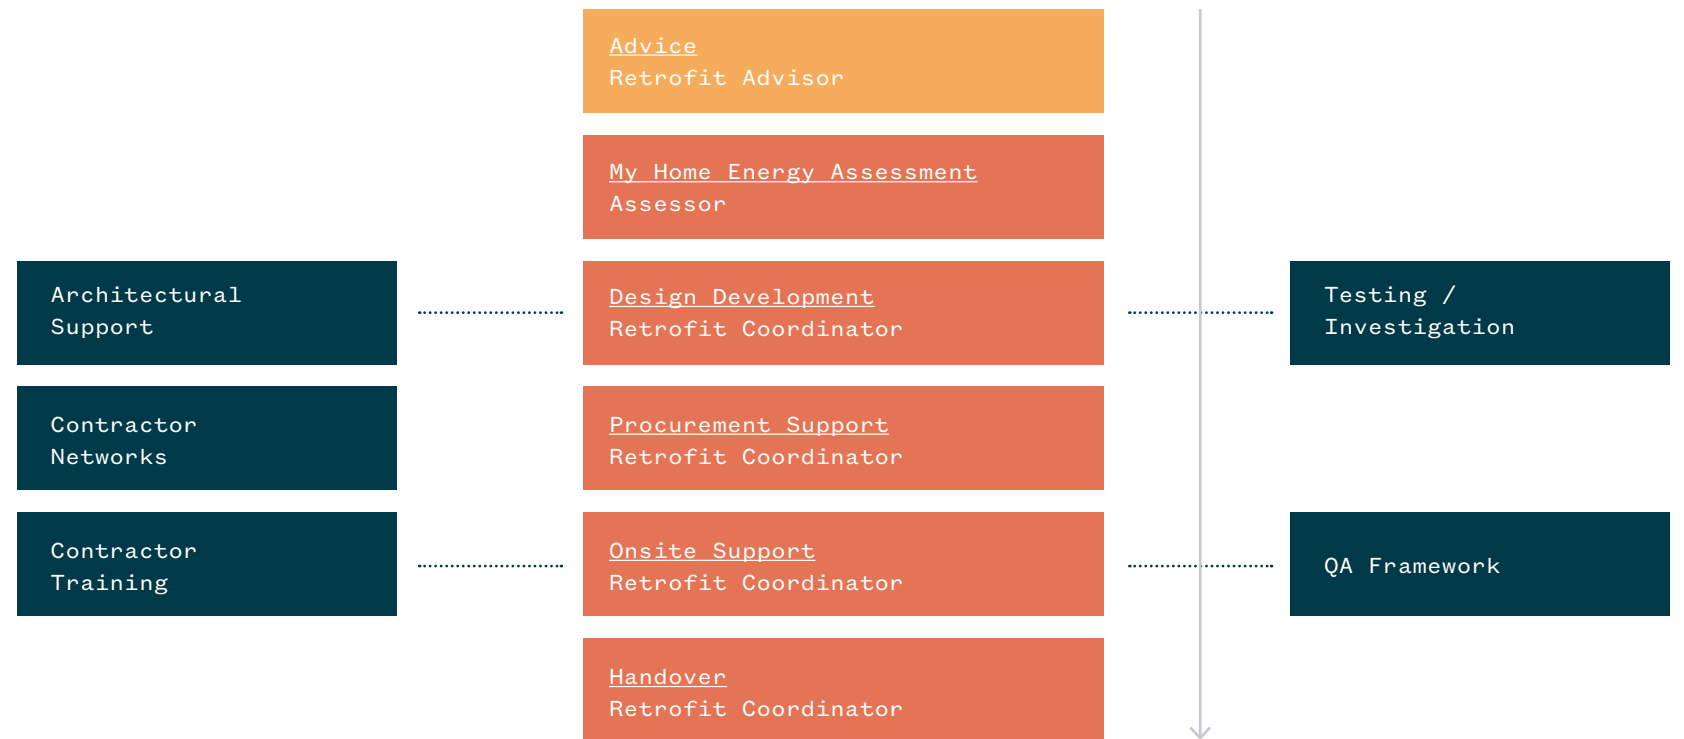 Advice
Retrofit Advisor
My Home Energy Assessment
Assessor
Architectural
Support
Design Development
Retrofit Coordinator
Testing /
Investigation
Contractor
Networks
Procurement Support
Retrofit Coordinator
Contractor
Training
Onsite Support
Retrofit Coordinator
QA Framework
Handover
Retrofit Coordinator